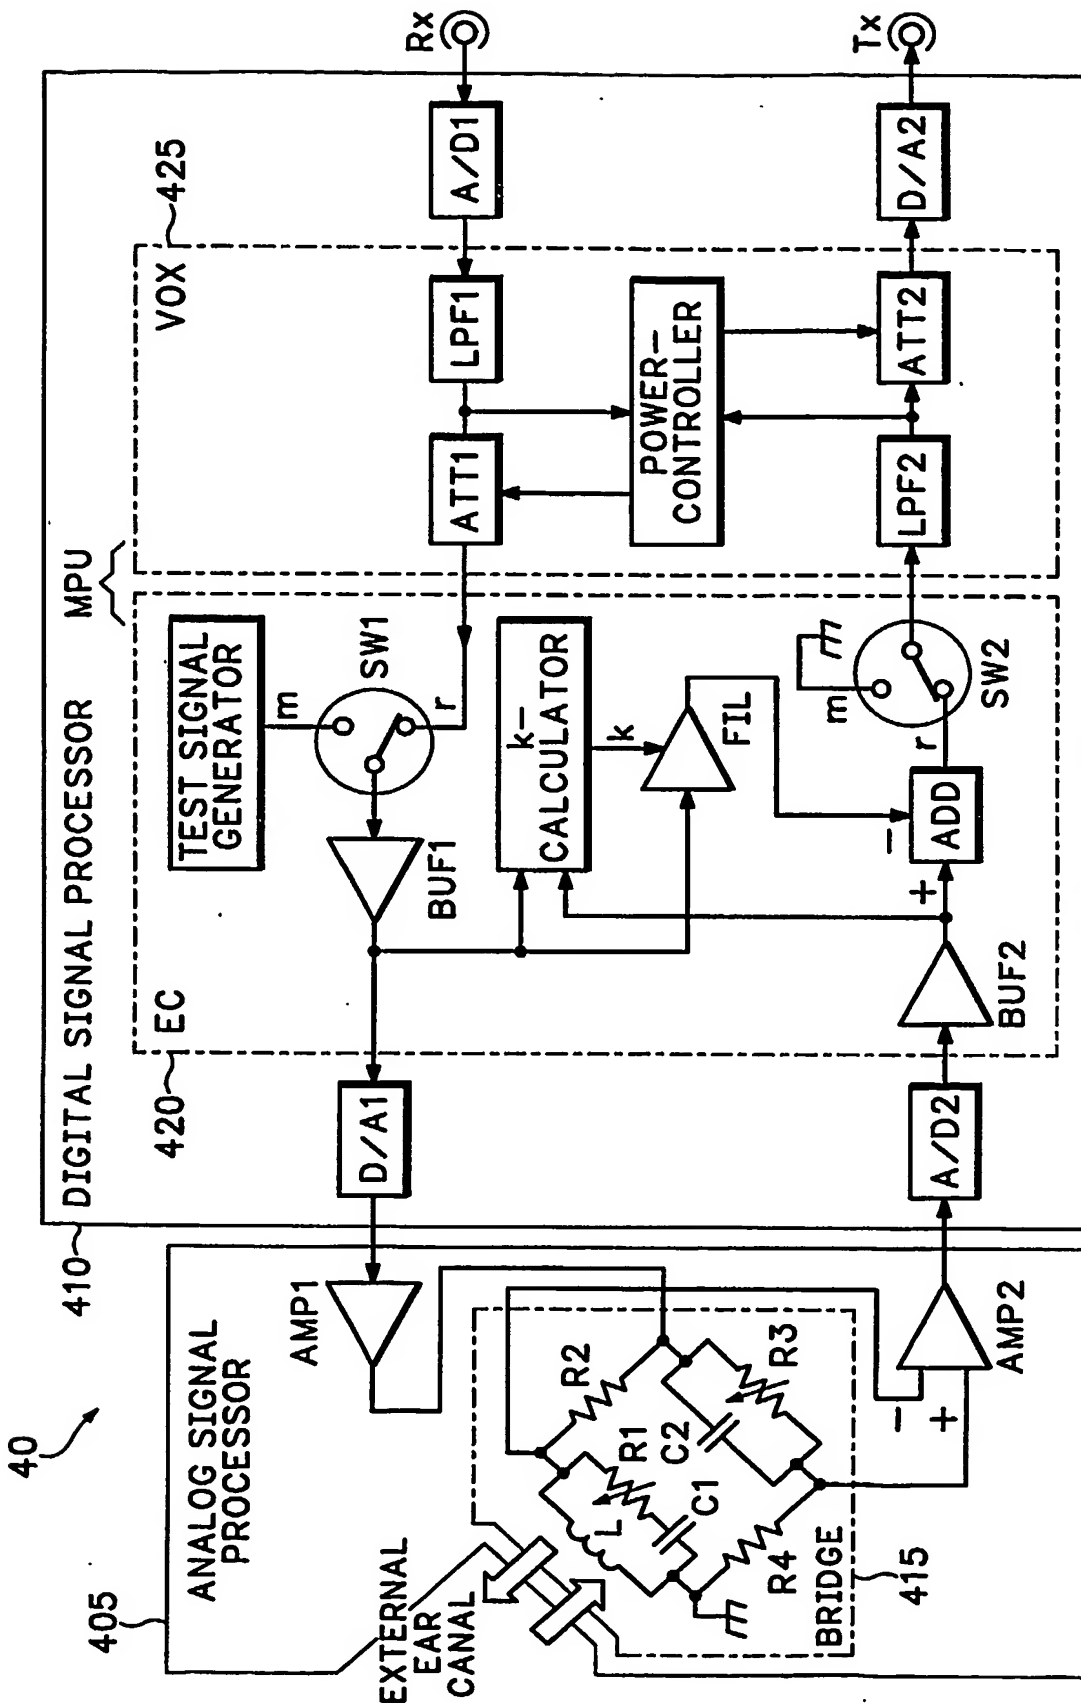 40
405
ANALOG SIGNAL
PROCESSOR
EXTERNAL
EAR
CANAL
AMP1
R2
R1
L
C1
C2
R3
R4
BRIDGE
415
-
+
AMP2
410
DIGITAL SIGNAL PROCESSOR
MPU
420
EC
D/A1
A/D2
TEST SIGNAL
GENERATOR
m
SW1
r
BUF1
k-
CALCULATOR
k
FIL
BUF2
+
-
ADD
r
m
SW2
VOX
425
LPF1
ATT1
POWER-
CONTROLLER
LPF2
ATT2
A/D1
D/A2
Rx
Tx